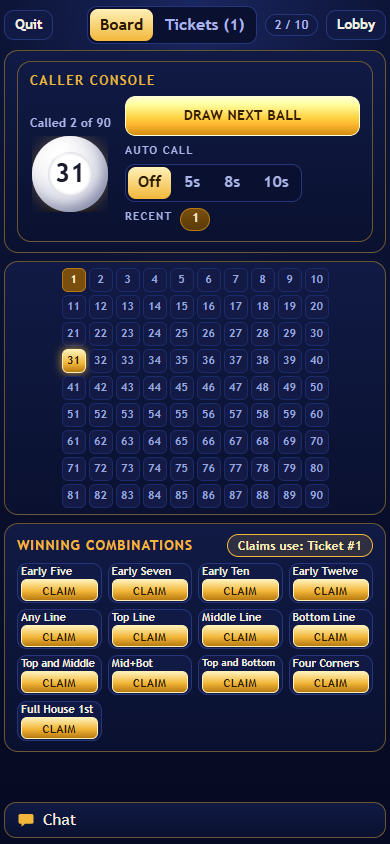 Quit Board Tickets (1) 2 / 10 Lobby
CALLER CONSOLE
Called 2 of 90
31
DRAW NEXT BALL
AUTO CALL
Off 5s 8s 10s
RECENT 1
1 2 3 4 5 6 7 8 9 10
11 12 13 14 15 16 17 18 19 20
21 22 23 24 25 26 27 28 29 30
31 32 33 34 35 36 37 38 39 40
41 42 43 44 45 46 47 48 49 50
51 52 53 54 55 56 57 58 59 60
61 62 63 64 65 66 67 68 69 70
71 72 73 74 75 76 77 78 79 80
81 82 83 84 85 86 87 88 89 90
WINNING COMBINATIONS Claims use: Ticket #1
Early Five Early Seven Early Ten Early Twelve
CLAIM CLAIM CLAIM CLAIM
Any Line Top Line Middle Line Bottom Line
CLAIM CLAIM CLAIM CLAIM
Top and Middle Mid+Bot Top and Bottom Four Corners
CLAIM CLAIM CLAIM CLAIM
Full House 1st
CLAIM
Chat